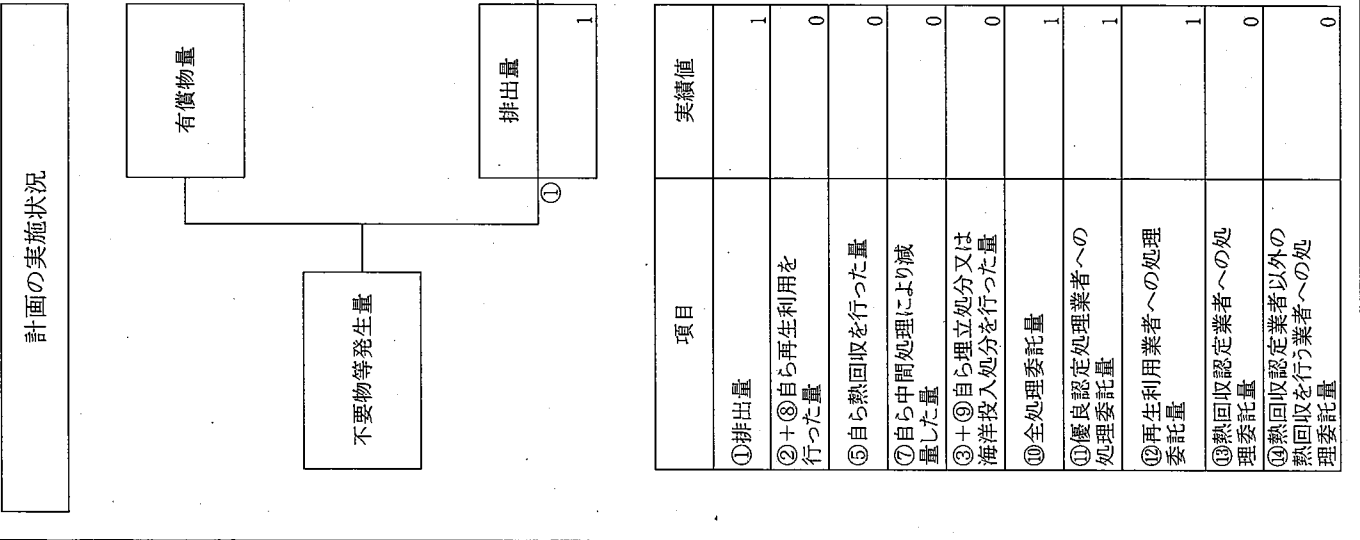 計画の実施状況
有償物量
不要物等発生量
排出量
1
①
項目
実績値
①排出量
1
②+⑧自ら再生利用を
行った量
0
⑤自ら熱回収を行った量
0
⑦自ら中間処理により減
量した量
0
③+⑨自ら埋立処分又は
海洋投入処分を行った量
0
⑩全処理委託量
1
⑪優良認定処理業者への
処理委託量
1
⑫再生利用業者への処理
委託量
1
⑬熱回収認定業者への処
理委託量
0
⑭熱回収認定業者以外の
熱回収を行う業者への処
理委託量
0